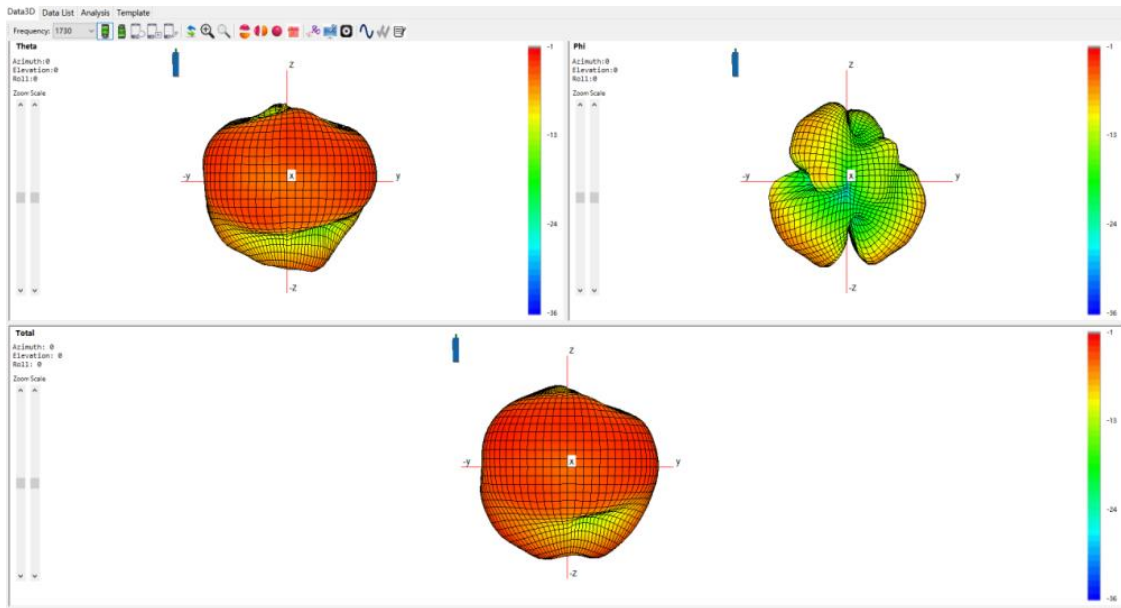 Data3D Data List Analysis Template
Frequency: 1730
Theta
Azimuth:0
Elevation:0
Roll:0
Zoom Scale
z
-y
x
y
-z
-1
-13
-24
-36
Phi
Azimuth:0
Elevation:0
Roll:0
Zoom Scale
z
-y
x
y
-z
-1
-13
-24
-36
Total
Azimuth: 0
Elevation: 0
Roll: 0
Zoom Scale
z
-y
x
y
-z
-1
-13
-24
-36